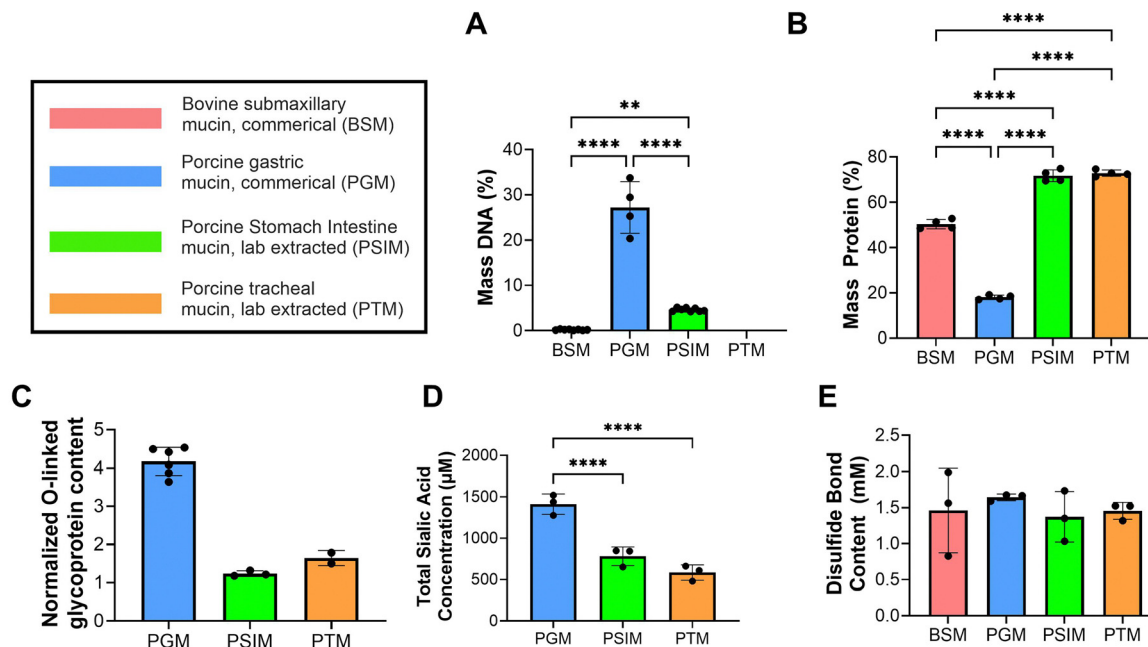 Bovine submaxillary
mucin, commerical (BSM)
Porcine gastric
mucin, commerical (PGM)
Porcine Stomach Intestine
mucin, lab extracted (PSIM)
Porcine tracheal
mucin, lab extracted (PTM)
A
**
**** ****
Mass DNA (%)
40
30
20
10
0
BSM PGM PSIM PTM
B
****
****
****
**** ****
Mass Protein (%)
80
60
40
20
0
BSM PGM PSIM PTM
C
Normalized O-linked
glycoprotein content
5
4
3
2
1
0
PGM PSIM PTM
D
****
****
Total Sialic Acid
Concentration (µM)
2000
1500
1000
500
0
PGM PSIM PTM
E
Disulfide Bond
Content (mM)
2.5
2.0
1.5
1.0
0.5
0.0
BSM PGM PSIM PTM